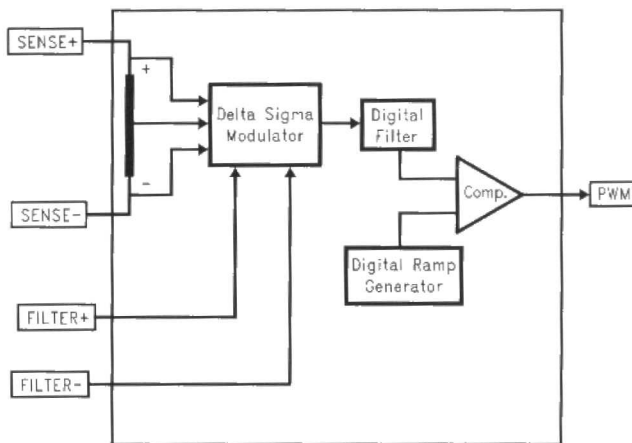 SENSE+
+
Delta Sigma
Modulator
Digital
Filter
-
SENSE-
Comp.
PWM
Digital Ramp
Generator
FILTER+
FILTER-